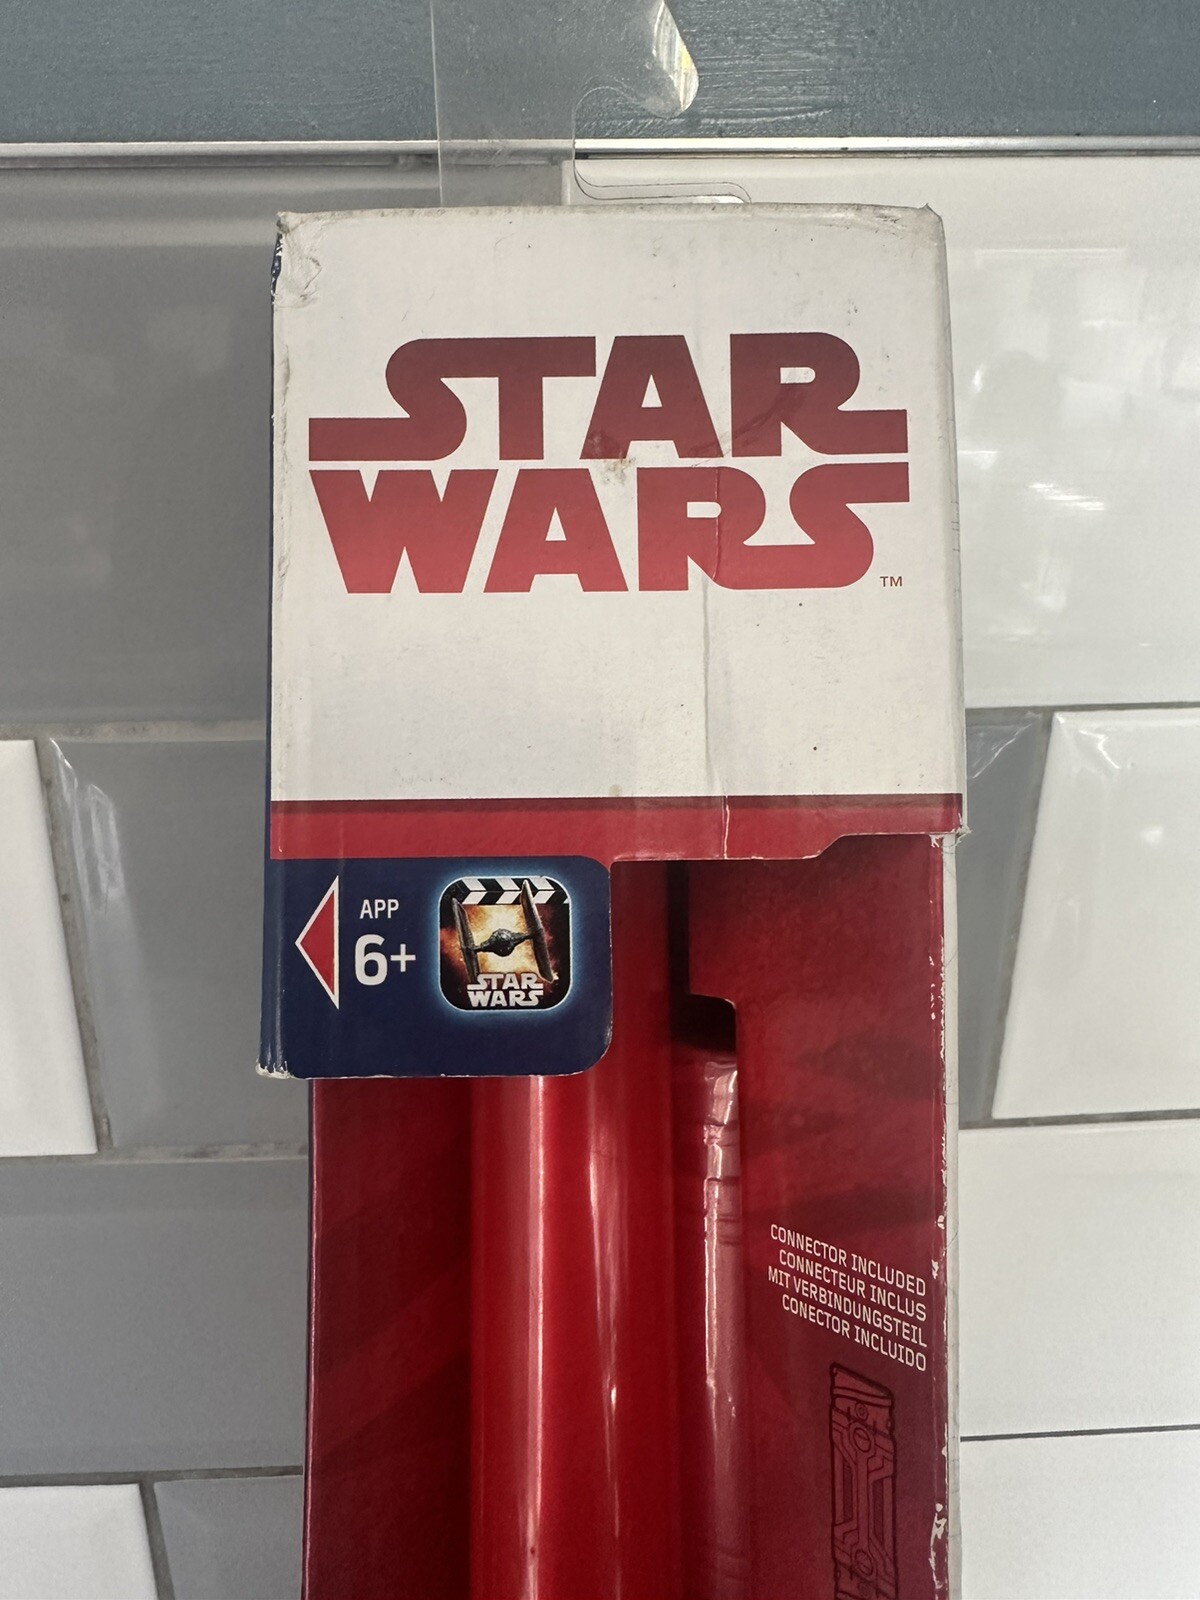 STAR
WARS
TM
APP
6+
STAR
WARS
CONNECTOR INCLUDED
CONNECTEUR INCLUS
MIT VERBINDUNGSTEIL
CONECTOR INCLUIDO